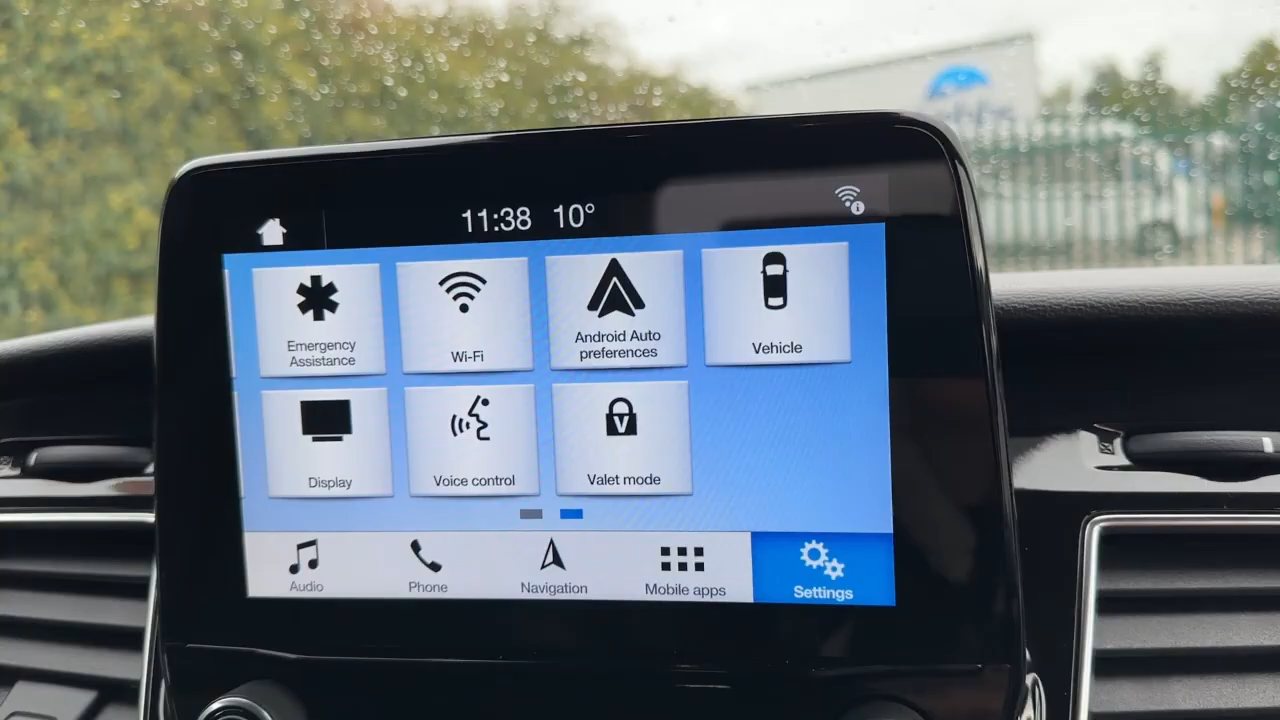 11:38 10°
Emergency
Assistance
Wi-Fi
Android Auto
preferences
Vehicle
Display
Voice control
V
Valet mode
Audio
Phone
Navigation
Mobile apps
Settings